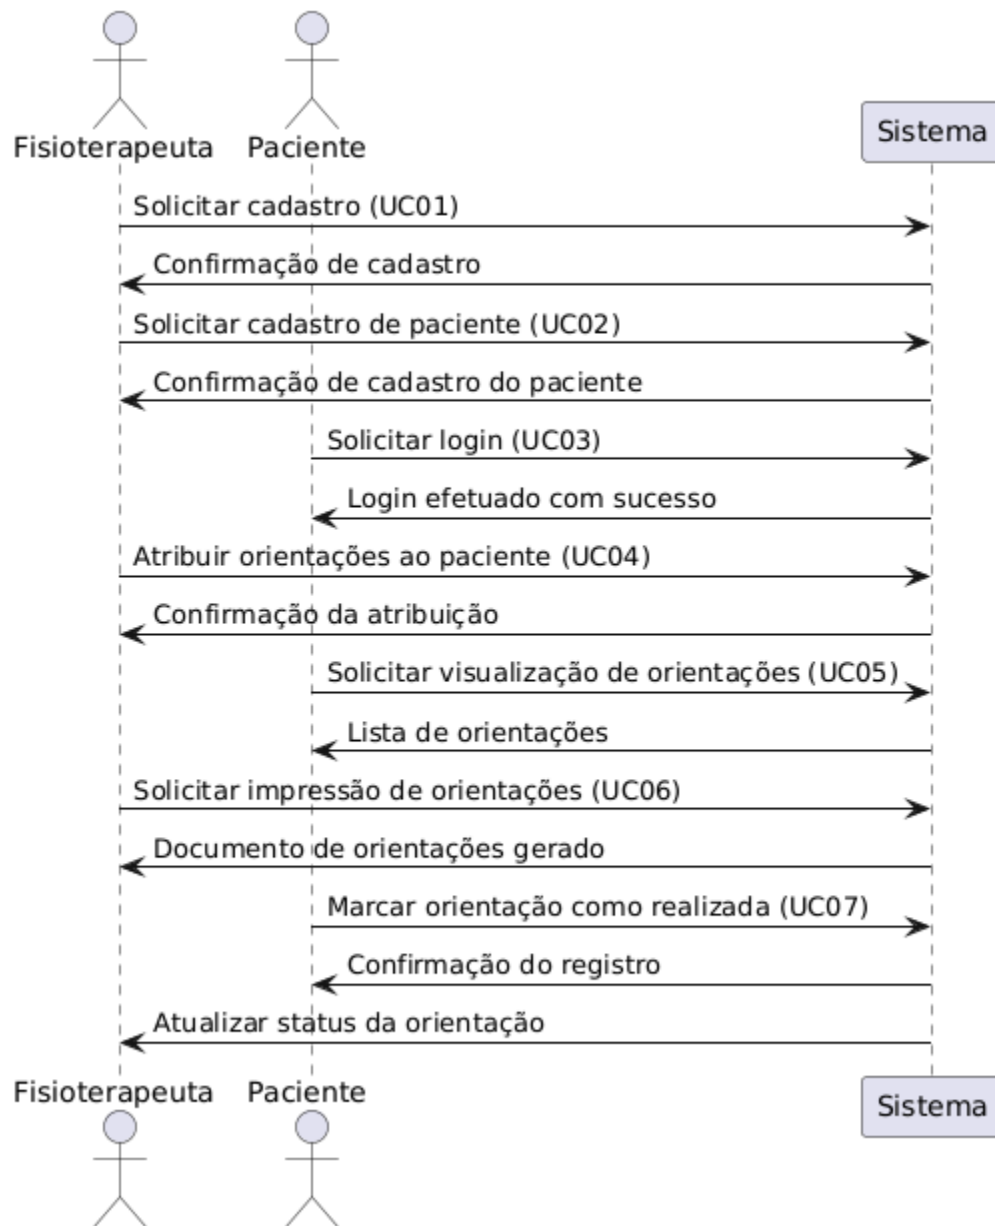 Fisioterapeuta
Paciente
Sistema
Solicitar cadastro (UC01)
Confirmação de cadastro
Solicitar cadastro de paciente (UC02)
Confirmação de cadastro do paciente
Solicitar login (UC03)
Login efetuado com sucesso
Atribuir orientações ao paciente (UC04)
Confirmação da atribuição
Solicitar visualização de orientações (UC05)
Lista de orientações
Solicitar impressão de orientações (UC06)
Documento de orientações gerado
Marcar orientação como realizada (UC07)
Confirmação do registro
Atualizar status da orientação
Fisioterapeuta
Paciente
Sistema